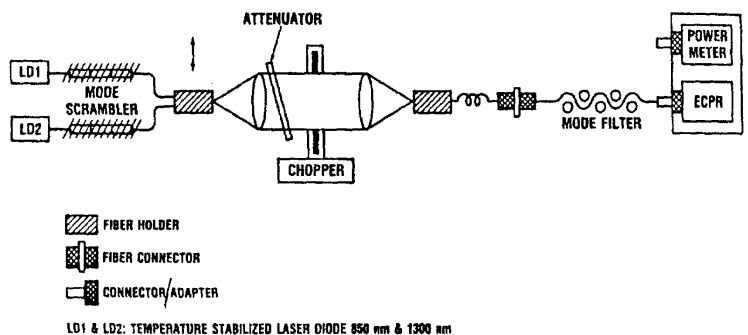 ATTENUATOR
LD1
MODE
SCRAMBLER
LD2
CHOPPER
MODE FILTER
POWER
METER
ECPR
FIBER HOLDER
FIBER CONNECTOR
CONNECTOR/ADAPTER
LD1 & LD2: TEMPERATURE STABILIZED LASER DIODE 850 nm & 1300 nm